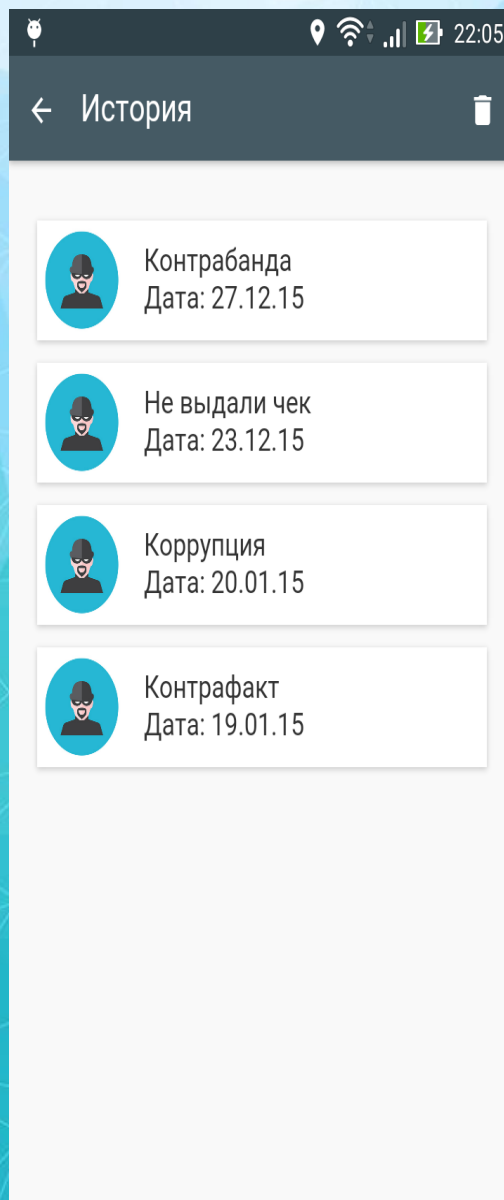 22:05
История
Контрабанда
Дата: 27.12.15
Не выдали чек
Дата: 23.12.15
Коррупция
Дата: 20.01.15
Контрафакт
Дата: 19.01.15